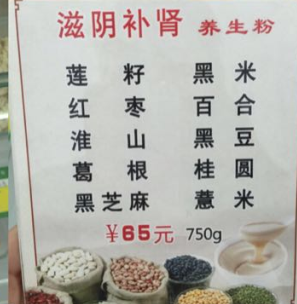 滋阴补肾 养生粉
莲籽 黑米
红枣 百合
淮山 黑豆
葛根 桂圆
黑芝麻 薏米
¥65元 750g